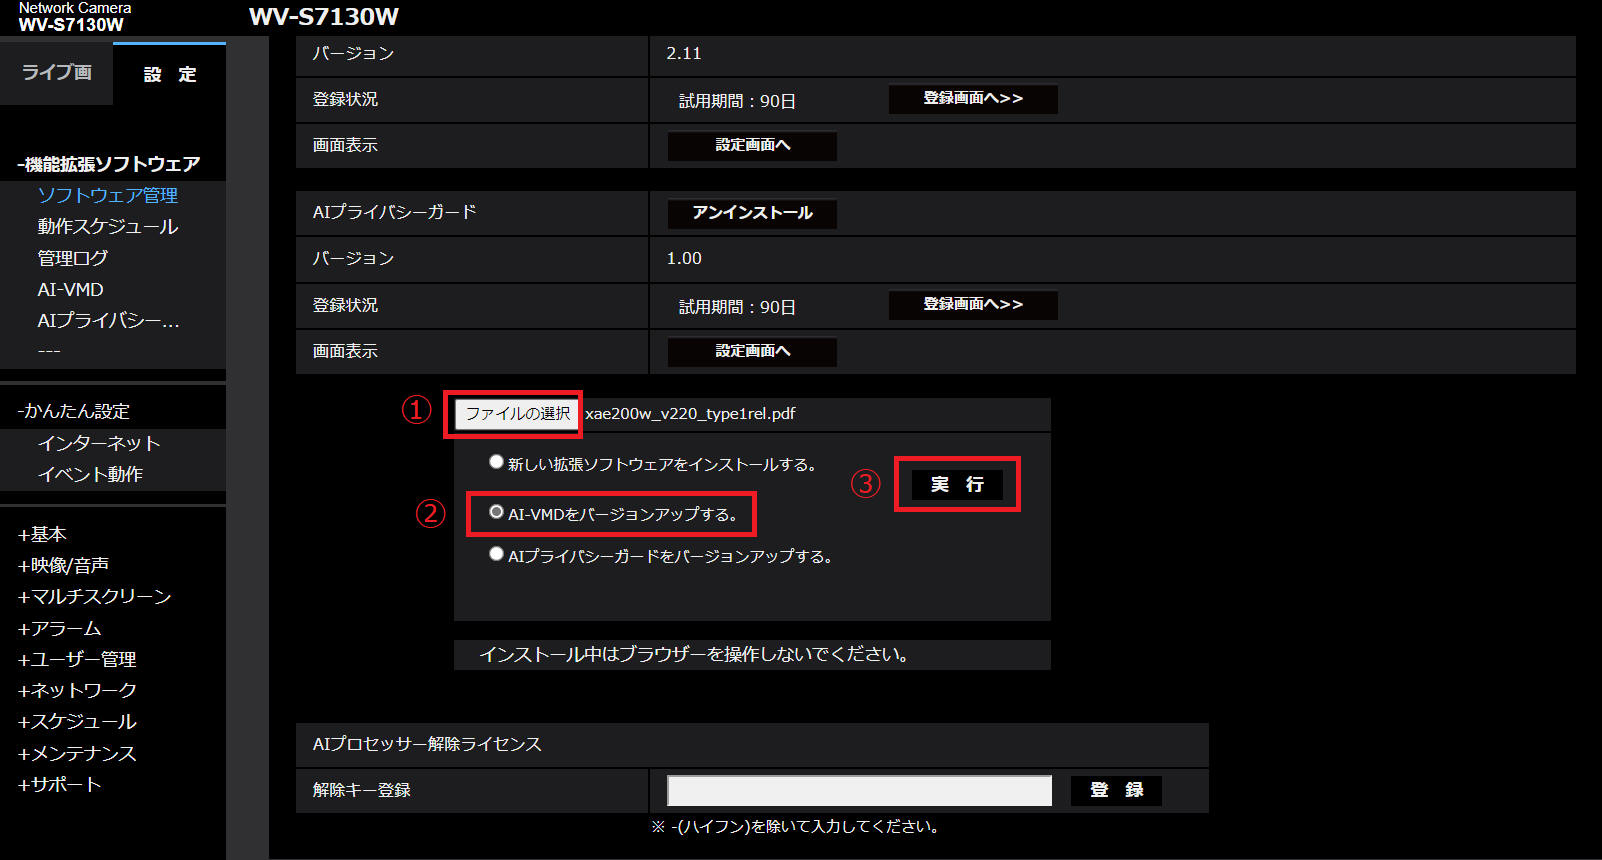 Network Camera
WV-S7130W
WV-S7130W
ライブ画
設 定
-機能拡張ソフトウェア
ソフトウェア管理
動作スケジュール
管理ログ
AI-VMD
AIプライバシー...
---
-かんたん設定
インターネット
イベント動作
+基本
+映像/音声
+マルチスクリーン
+アラーム
+ユーザー管理
+ネットワーク
+スケジュール
+メンテナンス
+サポート
バージョン 2.11
登録状況 試用期間：90日 登録画面へ>>
画面表示 設定画面へ
AIプライバシーガード アンインストール
バージョン 1.00
登録状況 試用期間：90日 登録画面へ>>
画面表示 設定画面へ
① ファイルの選択 xae200w_v220_type1rel.pdf
新しい拡張ソフトウェアをインストールする。
③ 実 行
② AI-VMDをバージョンアップする。
AIプライバシーガードをバージョンアップする。
インストール中はブラウザーを操作しないでください。
AIプロセッサー解除ライセンス
解除キー登録 登 録
※ -(ハイフン)を除いて入力してください。